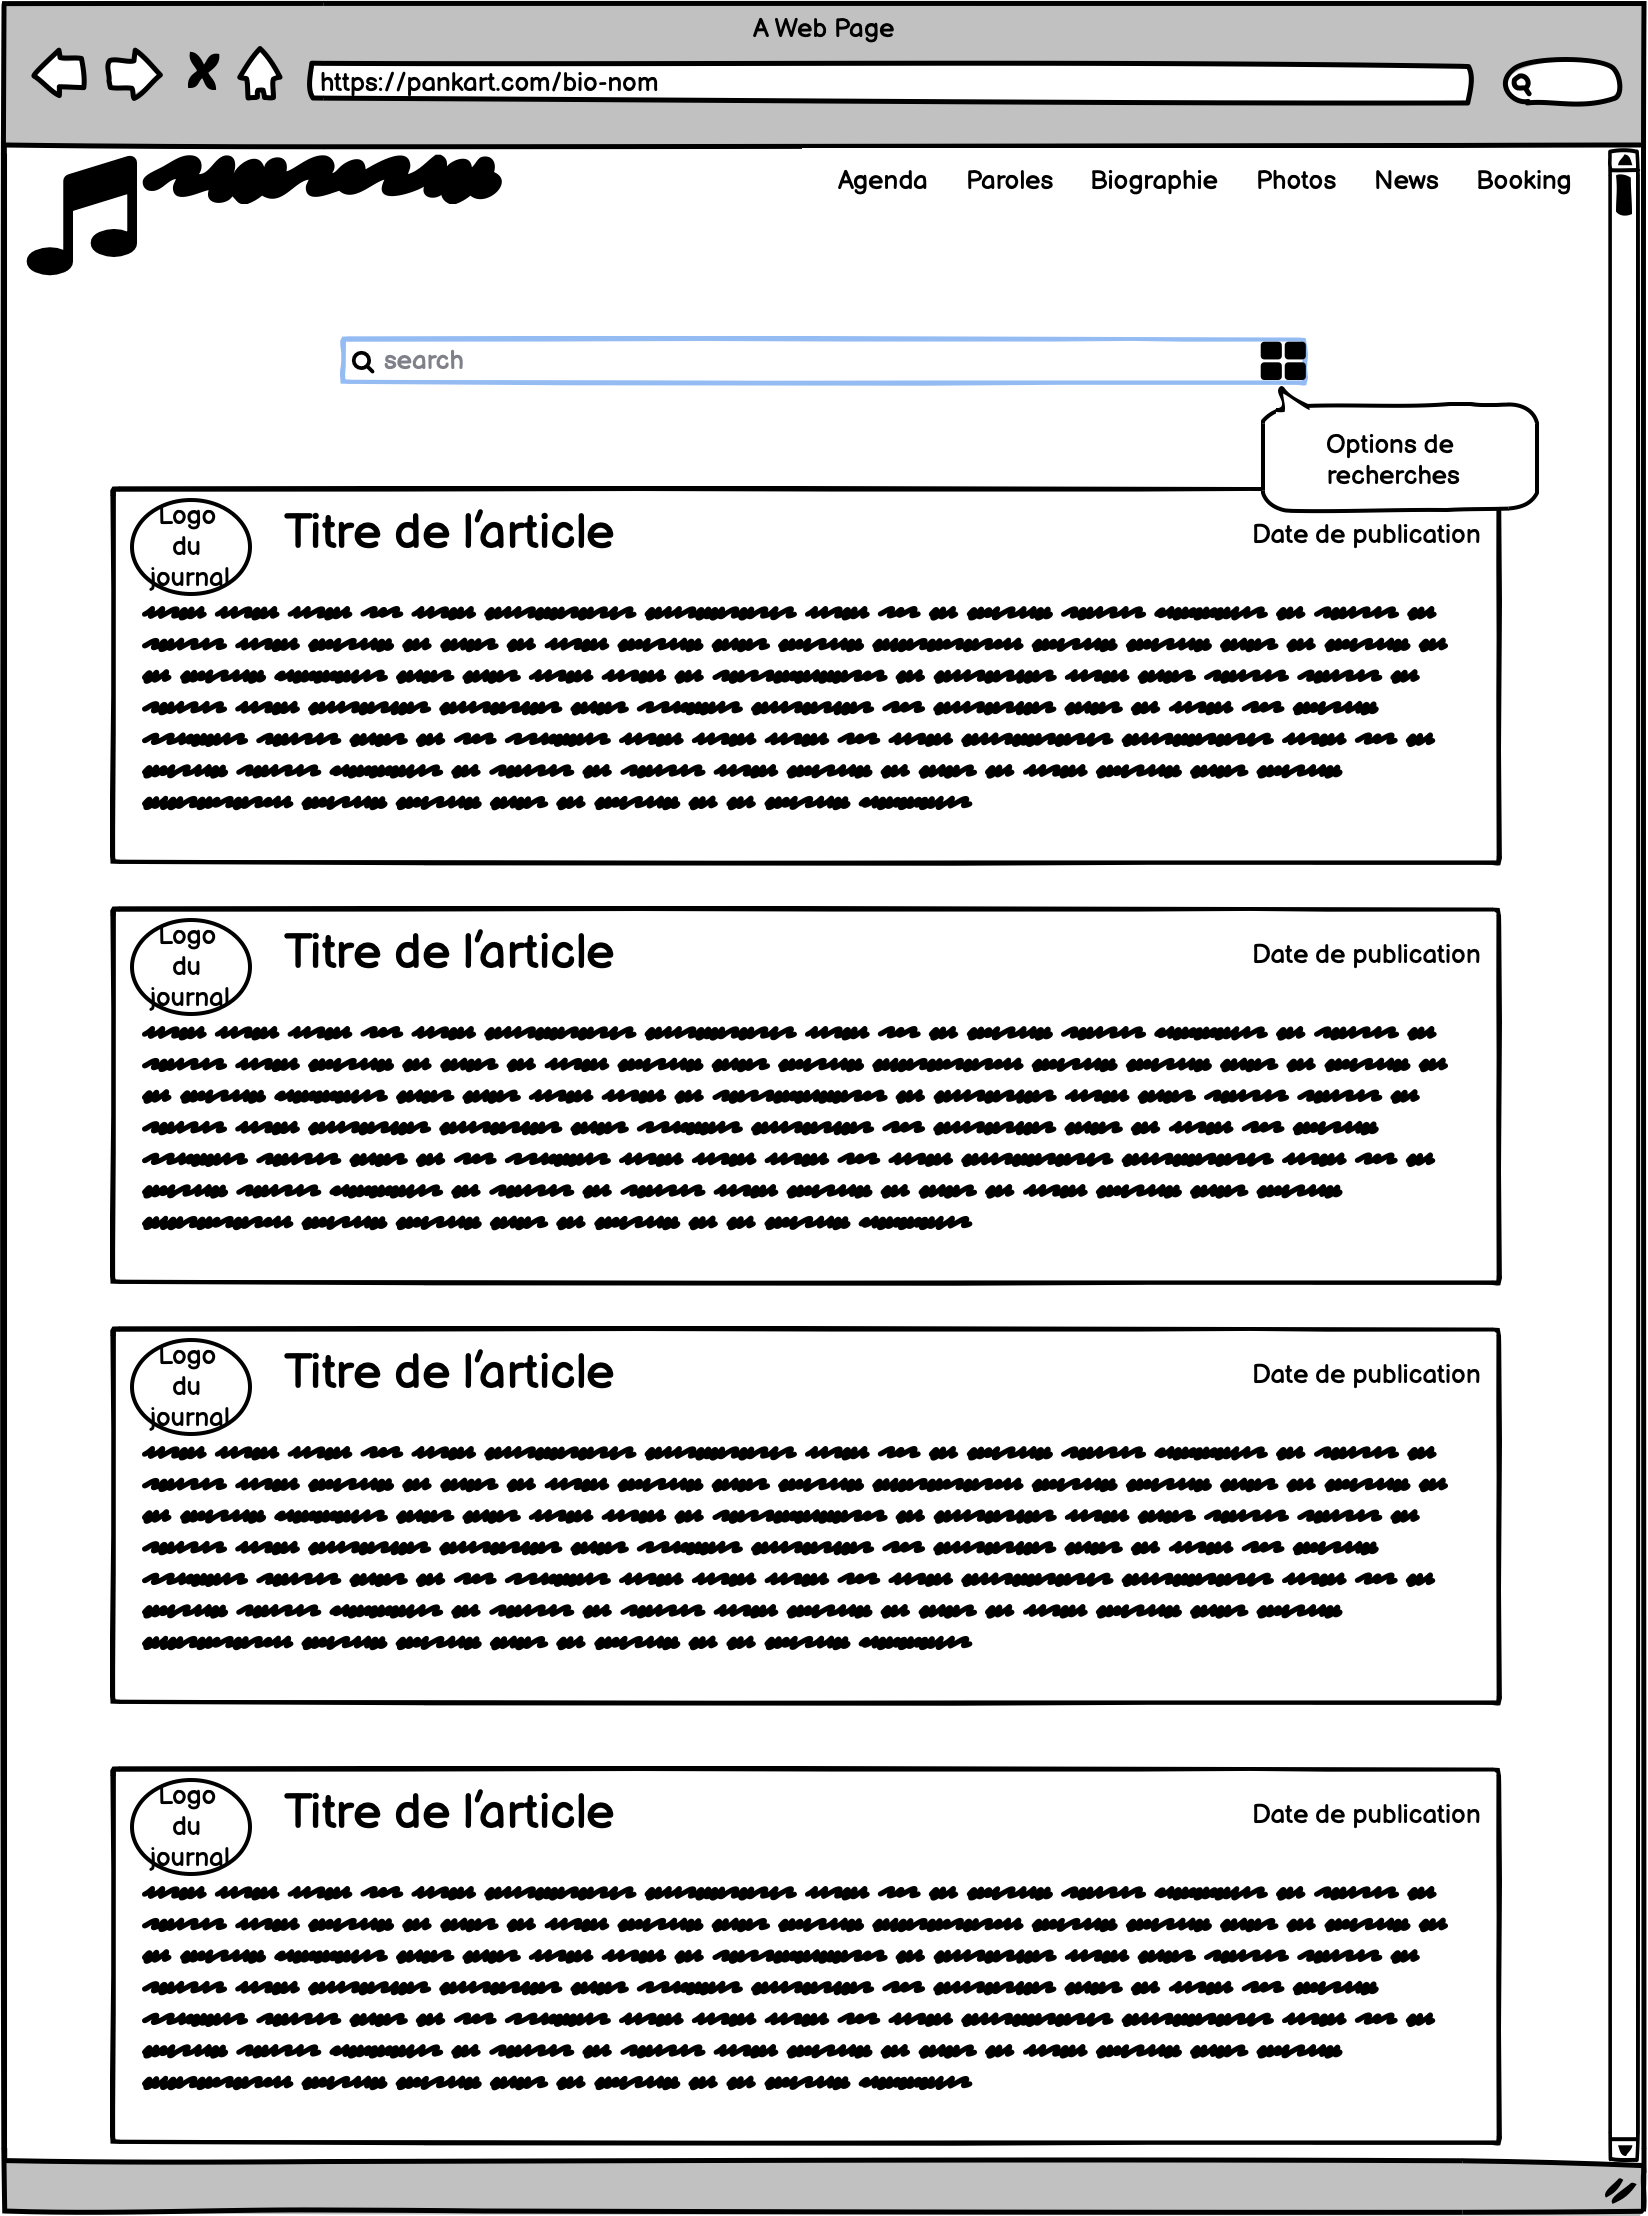 A Web Page
https://pankart.com/bio-nom
Agenda Paroles Biographie Photos News Booking
search
Options de
recherches
Logo
du
journal
Titre de l'article
Date de publication
Logo
du
journal
Titre de l'article
Date de publication
Logo
du
journal
Titre de l'article
Date de publication
Logo
du
journal
Titre de l'article
Date de publication